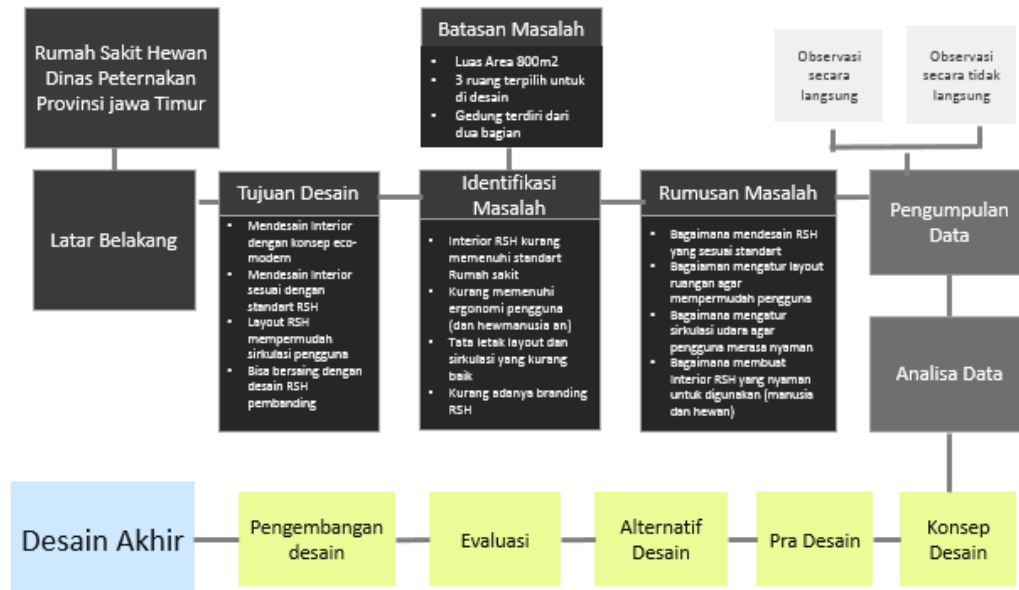 Rumah Sakit Hewan
Dinas Peternakan
Provinsi jawa Timur
Batasan Masalah
Luas Area 800m2
3 ruang terpilih untuk
di desain
Gedung terdiri dari
dua bagian
Observasi
secara
langsung
Observasi
secara tidak
langsung
Latar Belakang
Tujuan Desain
Mendesain Interior
dengan konsep eco-
modern
Mendesain Interior
sesuai dengan
standart RSH
Layout RSH
mempermudah
sirkulasi pengguna
Bisa bersaing dengan
desain RSH
pembanding
Identifikasi
Masalah
Interior RSH kurang
memenuhi standart
Rumah sakit
Kurang memenuhi
ergonomi pengguna
(dan hewmanusia an)
Tata letak layout dan
sirkulasi yang kurang
baik
Kurang adanya branding
RSH
Rumusan Masalah
Bagaimana mendesain RSH
yang sesuai standart
Bagaiaman mengatur layout
ruangan agar
mempermudah pengguna
Bagaimana mengatur
sirkulasi udara agar
pengguna merasa nyaman
Bagaimana membuat
Interior RSH yang nyaman
untuk digunakan (manusia
dan hewan)
Pengumpulan
Data
Analisa Data
Desain Akhir
Pengembangan
desain
Evaluasi
Alternatif
Desain
Pra Desain
Konsep
Desain